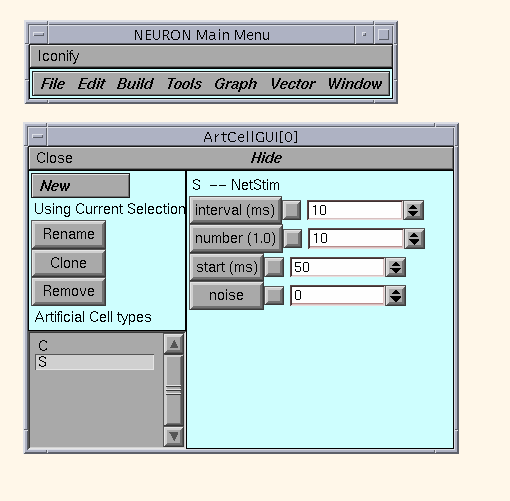 NEURON Main Menu
Iconify
File Edit Build Tools Graph Vector Window
ArtCellGUI[0]
Close Hide
New
Using Current Selection
Rename
Clone
Remove
Artificial Cell types
C
S
S -- NetStim
interval (ms) 10
number (1.0) 10
start (ms) 50
noise 0